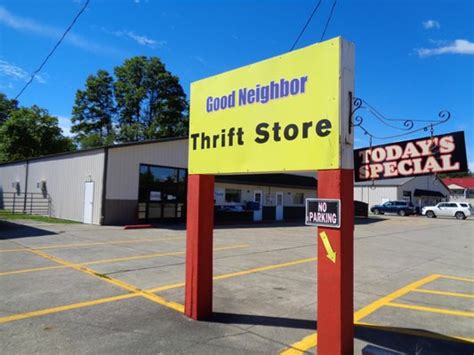 Good Neighbor
Thrift Store
TODAY'S
SPECIAL
NO
PARKING